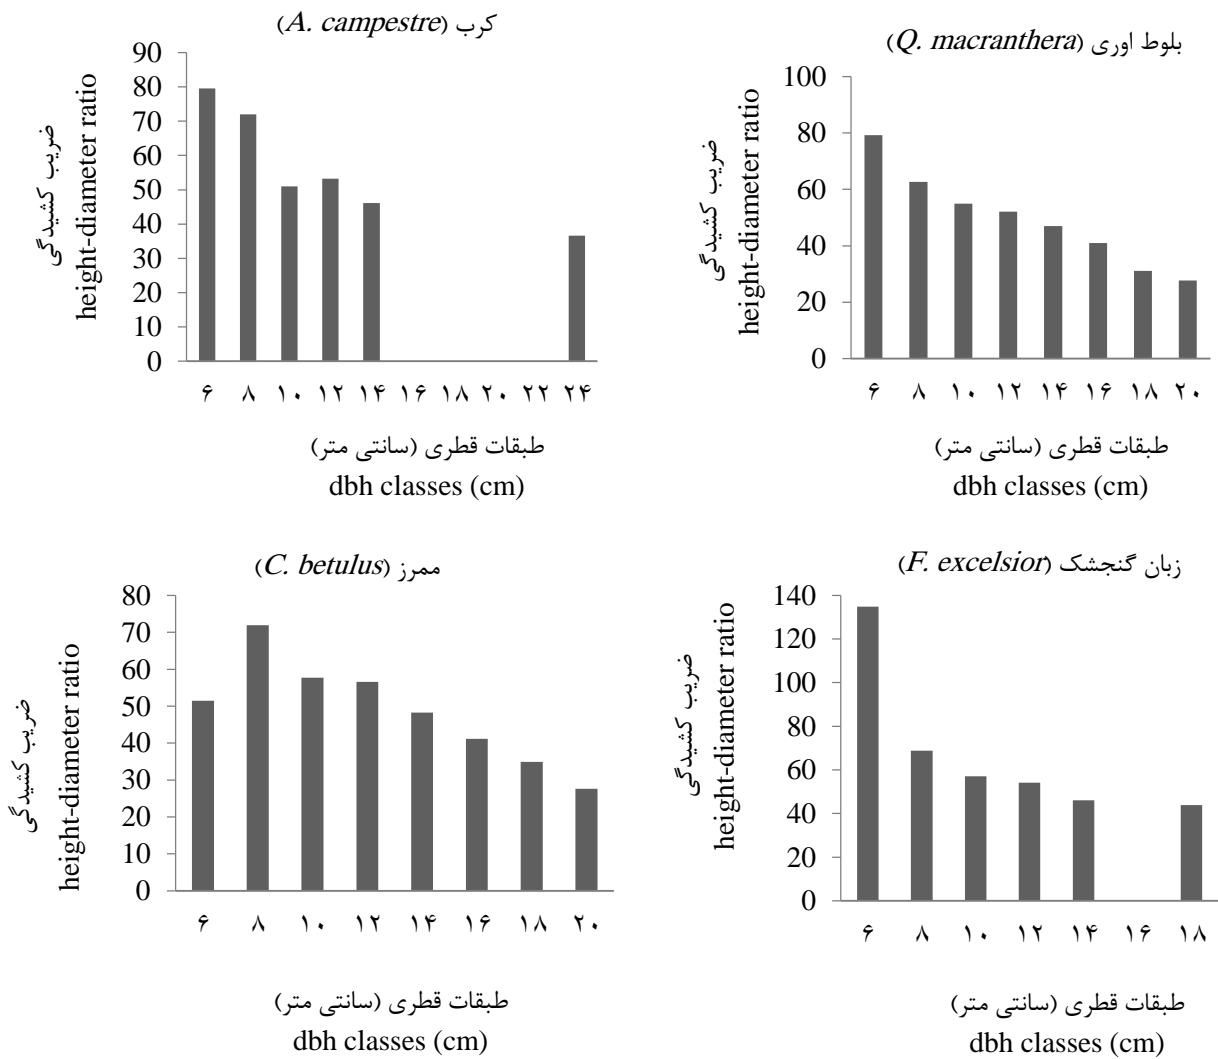 کرب (A. campestre)
ضریب کشیدگی
height-diameter ratio
90
80
70
60
50
40
30
20
10
0
۶ ۸ ۱۰ ۱۲ ۱۴ ۱۶ ۱۸ ۲۰ ۲۲ ۲۴
طبقات قطری (سانتی متر)
dbh classes (cm)
بلوط اوری (Q. macranthera)
ضریب کشیدگی
height-diameter ratio
100
80
60
40
20
0
۶ ۸ ۱۰ ۱۲ ۱۴ ۱۶ ۱۸ ۲۰
طبقات قطری (سانتی متر)
dbh classes (cm)
ممرز (C. betulus)
ضریب کشیدگی
height-diameter ratio
80
70
60
50
40
30
20
10
0
۶ ۸ ۱۰ ۱۲ ۱۴ ۱۶ ۱۸ ۲۰
طبقات قطری (سانتی متر)
dbh classes (cm)
زبان گنجشک (F. excelsior)
ضریب کشیدگی
height-diameter ratio
140
120
100
80
60
40
20
0
۶ ۸ ۱۰ ۱۲ ۱۴ ۱۶ ۱۸
طبقات قطری (سانتی متر)
dbh classes (cm)